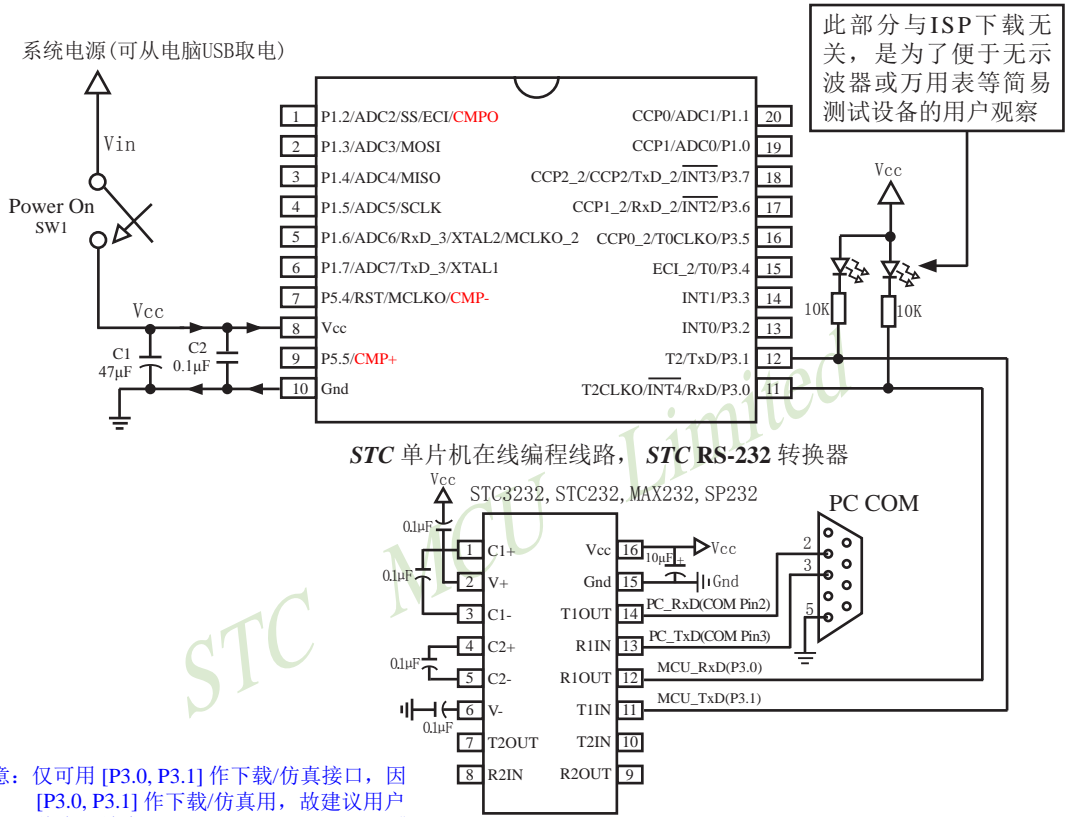 系统电源(可从电脑USB取电)
此部分与ISP下载无
关，是为了便于无示
波器或万用表等简易
测试设备的用户观察
Vin
Power On
SW1
Vcc
C1
47μF
C2
0.1μF
1 P1.2/ADC2/SS/ECI/CMPO
2 P1.3/ADC3/MOSI
3 P1.4/ADC4/MISO
4 P1.5/ADC5/SCLK
5 P1.6/ADC6/RxD_3/XTAL2/MCLKO_2
6 P1.7/ADC7/TxD_3/XTAL1
7 P5.4/RST/MCLKO/CMP-
8 Vcc
9 P5.5/CMP+
10 Gnd
CCP0/ADC1/P1.1 20
CCP1/ADC0/P1.0 19
CCP2_2/CCP2/TxD_2/INT3/P3.7 18
CCP1_2/RxD_2/INT2/P3.6 17
CCP0_2/T0CLKO/P3.5 16
ECI_2/T0/P3.4 15
INT1/P3.3 14
INT0/P3.2 13
T2/TxD/P3.1 12
T2CLKO/INT4/RxD/P3.0 11
Vcc
10K
10K
STC MCU Limited
STC 单片机在线编程线路， STC RS-232 转换器
STC3232,STC232,MAX232,SP232
Vcc
0.1μF
0.1μF
0.1μF
0.1μF
1 C1+
2 V+
3 C1-
4 C2+
5 C2-
6 V-
7 T2OUT
8 R2IN
Vcc 16
Gnd 15
T1OUT 14
R1IN 13
R1OUT 12
T1IN 11
T2IN 10
R2OUT 9
10μF +
Vcc
Gnd
PC_RxD(COM Pin2)
PC_TxD(COM Pin3)
MCU_RxD(P3.0)
MCU_TxD(P3.1)
PC COM
2
3
5
意：仅可用 [P3.0, P3.1] 作下载/仿真接口，因
[P3.0, P3.1] 作下载/仿真用，故建议用户